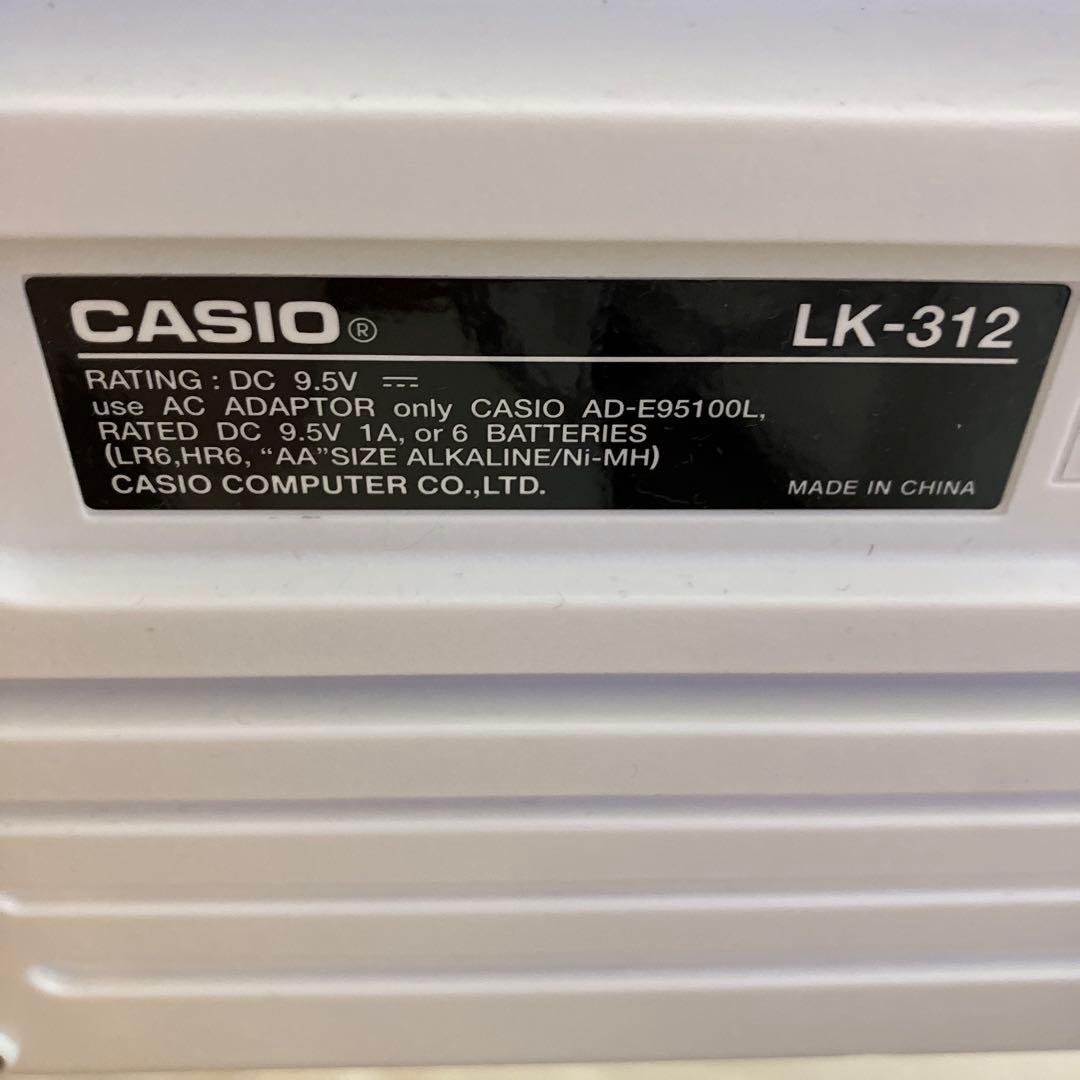 CASIO® LK-312
RATING : DC 9.5V ⎓
use AC ADAPTOR only CASIO AD-E95100L,
RATED DC 9.5V 1A, or 6 BATTERIES
(LR6,HR6, “AA”SIZE ALKALINE/Ni-MH)
CASIO COMPUTER CO.,LTD. MADE IN CHINA